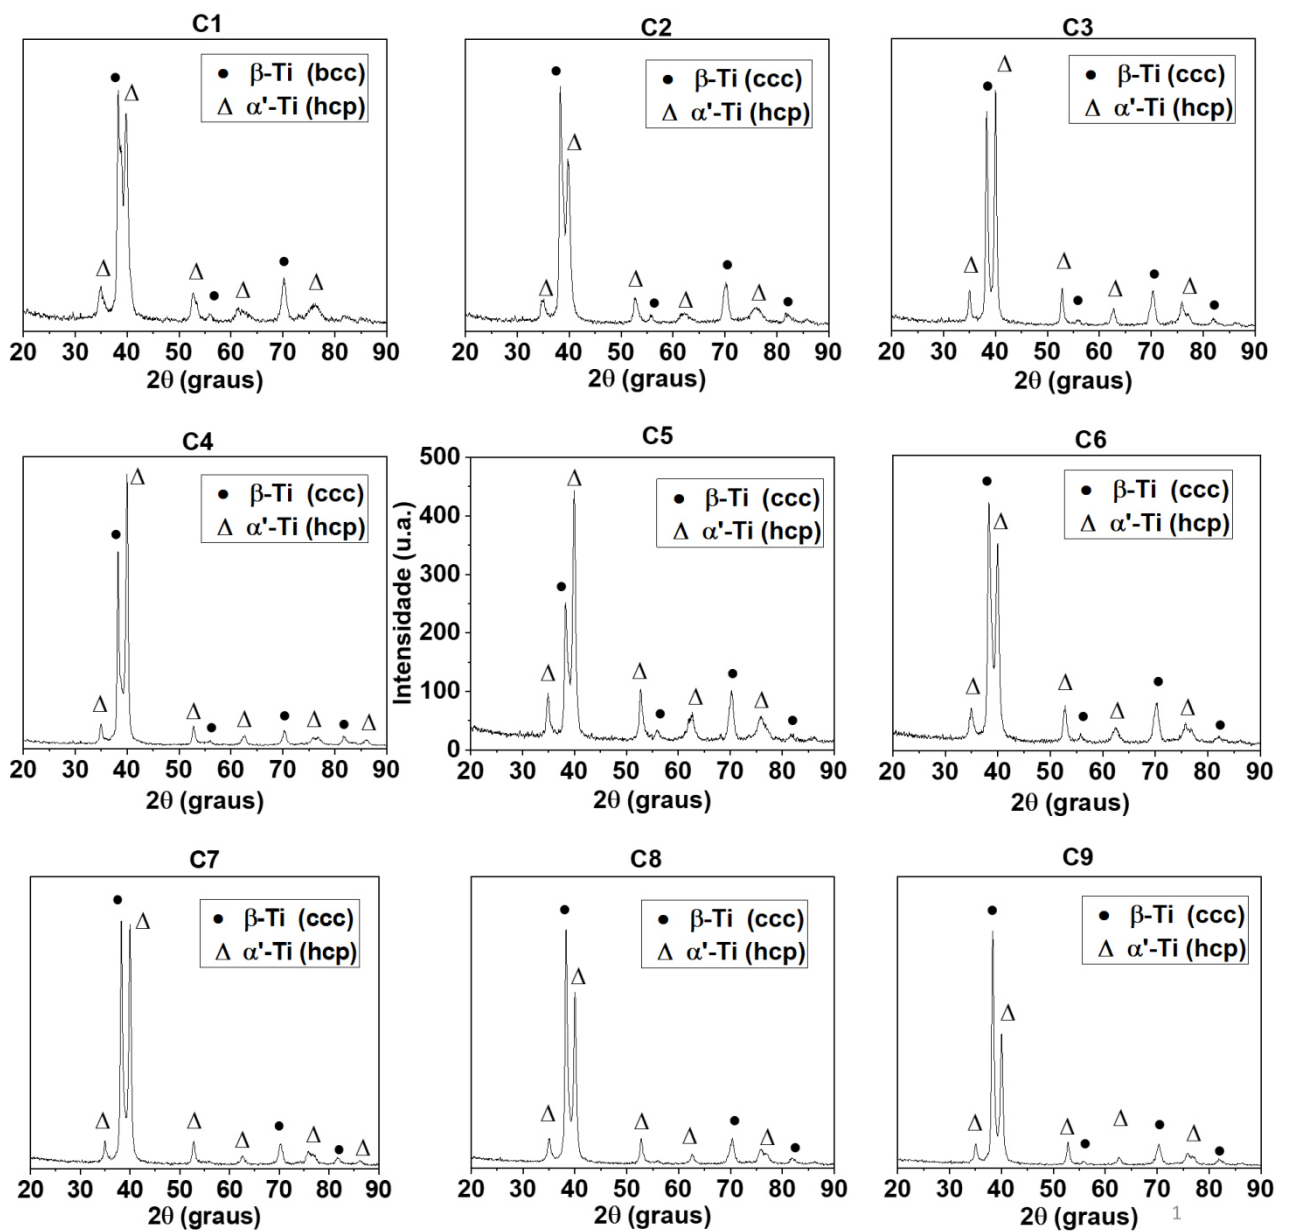 C1
● β-Ti (bcc)
Δ α'-Ti (hcp)
20 30 40 50 60 70 80 90
2θ (graus)
C2
● β-Ti (ccc)
Δ α'-Ti (hcp)
20 30 40 50 60 70 80 90
2θ (graus)
C3
● β-Ti (ccc)
Δ α'-Ti (hcp)
20 30 40 50 60 70 80 90
2θ (graus)
C4
● β-Ti (ccc)
Δ α'-Ti (hcp)
20 30 40 50 60 70 80 90
2θ (graus)
C5
Intensidade (u.a.)
500
400
300
200
100
0
● β-Ti (ccc)
Δ α'-Ti (hcp)
20 30 40 50 60 70 80 90
2θ (graus)
C6
● β-Ti (ccc)
Δ α'-Ti (hcp)
20 30 40 50 60 70 80 90
2θ (graus)
C7
● β-Ti (ccc)
Δ α'-Ti (hcp)
20 30 40 50 60 70 80 90
2θ (graus)
C8
● β-Ti (ccc)
Δ α'-Ti (hcp)
20 30 40 50 60 70 80 90
2θ (graus)
C9
● β-Ti (ccc)
Δ α'-Ti (hcp)
20 30 40 50 60 70 80 90
2θ (graus)
1